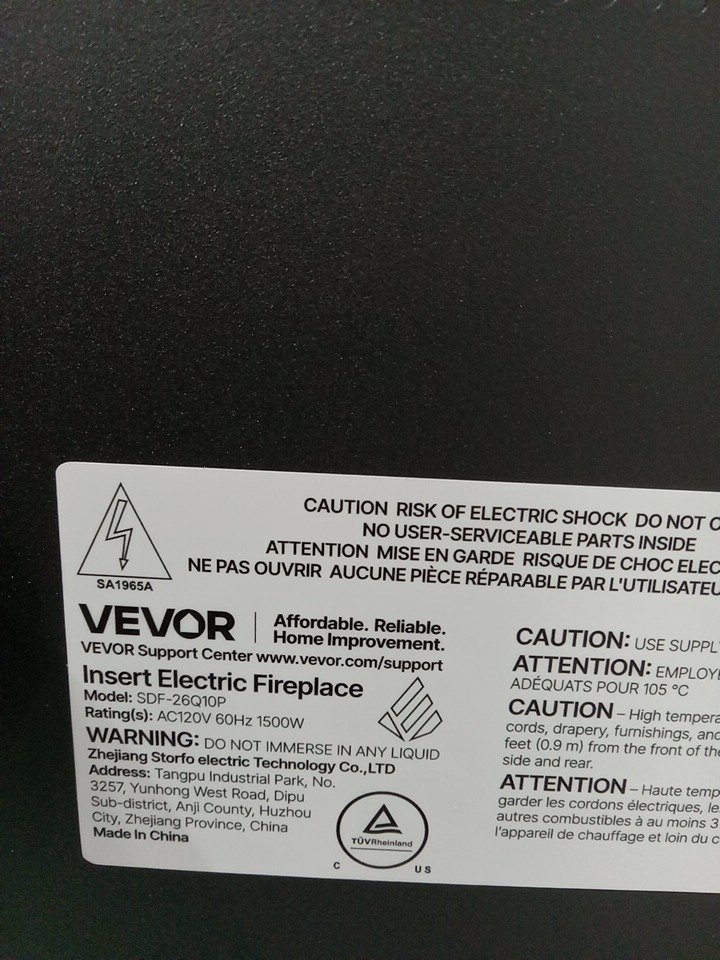 SA1965A
CAUTION RISK OF ELECTRIC SHOCK DO NOT
NO USER-SERVICEABLE PARTS INSIDE
ATTENTION MISE EN GARDE RISQUE DE CHOC ELEC
NE PAS OUVRIR AUCUNE PIÈCE RÉPARABLE PAR L'UTILISATEU
VEVOR
Affordable. Reliable.
Home Improvement.
VEVOR Support Center www.vevor.com/support
Insert Electric Fireplace
Model: SDF-26Q10P
Rating(s): AC120V 60Hz 1500W
WARNING: DO NOT IMMERSE IN ANY LIQUID
Zhejiang Storfo electric Technology Co.,LTD
Address: Tangpu Industrial Park, No.
3257, Yunhong West Road, Dipu
Sub-district, Anji County, Huzhou
City, Zhejiang Province, China
Made In China
TÜVRheinland
C US
CAUTION: USE SUPPL
ATTENTION: EMPLOYE
ADÉQUATS POUR 105 °C
CAUTION – High tempera
cords, drapery, furnishings, and
feet (0.9 m) from the front of the
side and rear.
ATTENTION – Haute temp
garder les cordons électriques, le
autres combustibles à au moins 3
l'appareil de chauffage et loin du c